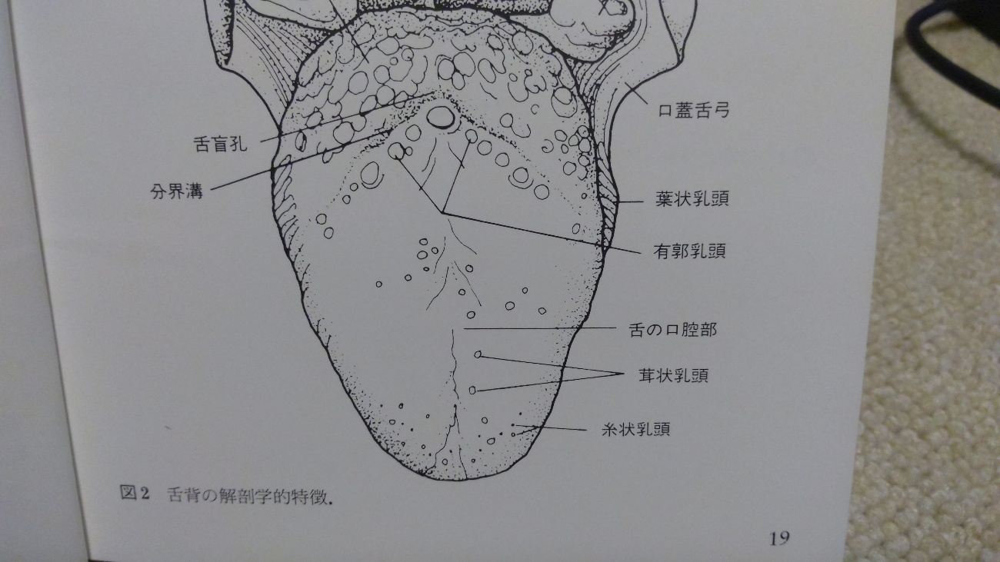 口蓋舌弓
舌盲孔
分界溝
葉状乳頭
有郭乳頭
舌の口腔部
茸状乳頭
糸状乳頭
図2 舌背の解剖学的特徴.
19